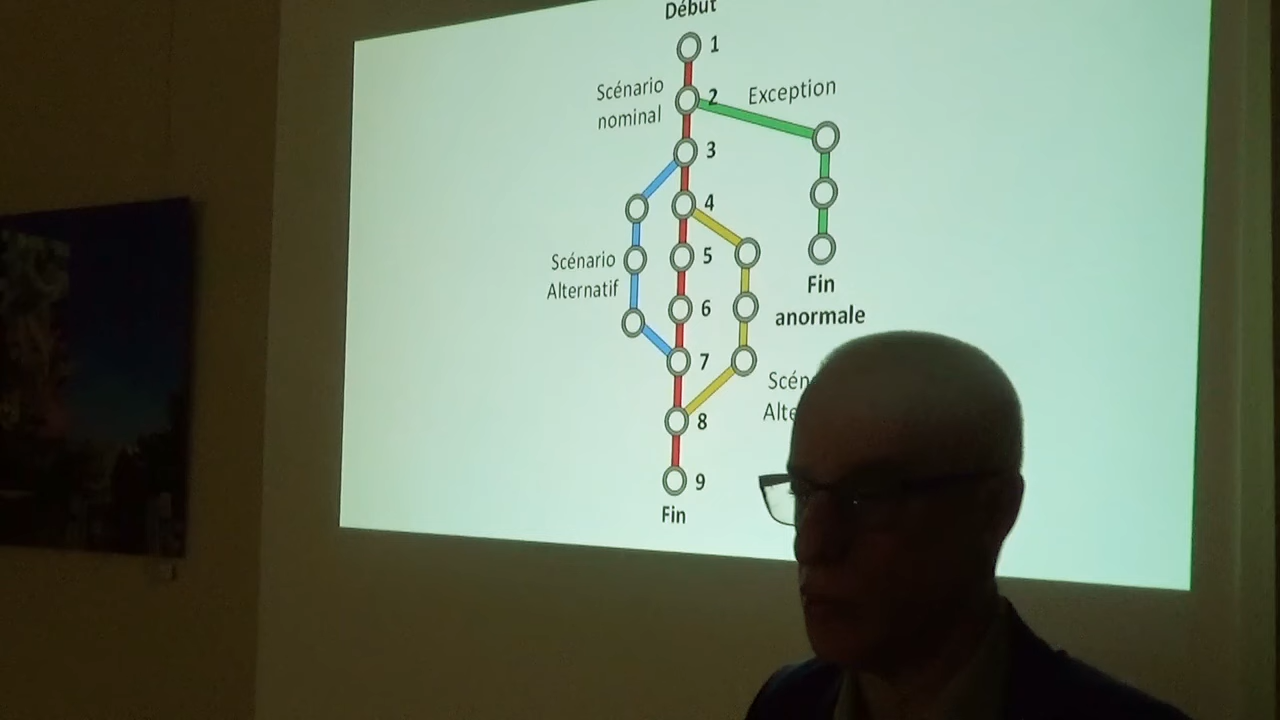 Début
1
Scénario
nominal
2
Exception
3
4
Scénario
Alternatif
5
6
Fin
anormale
7
8
9
Fin